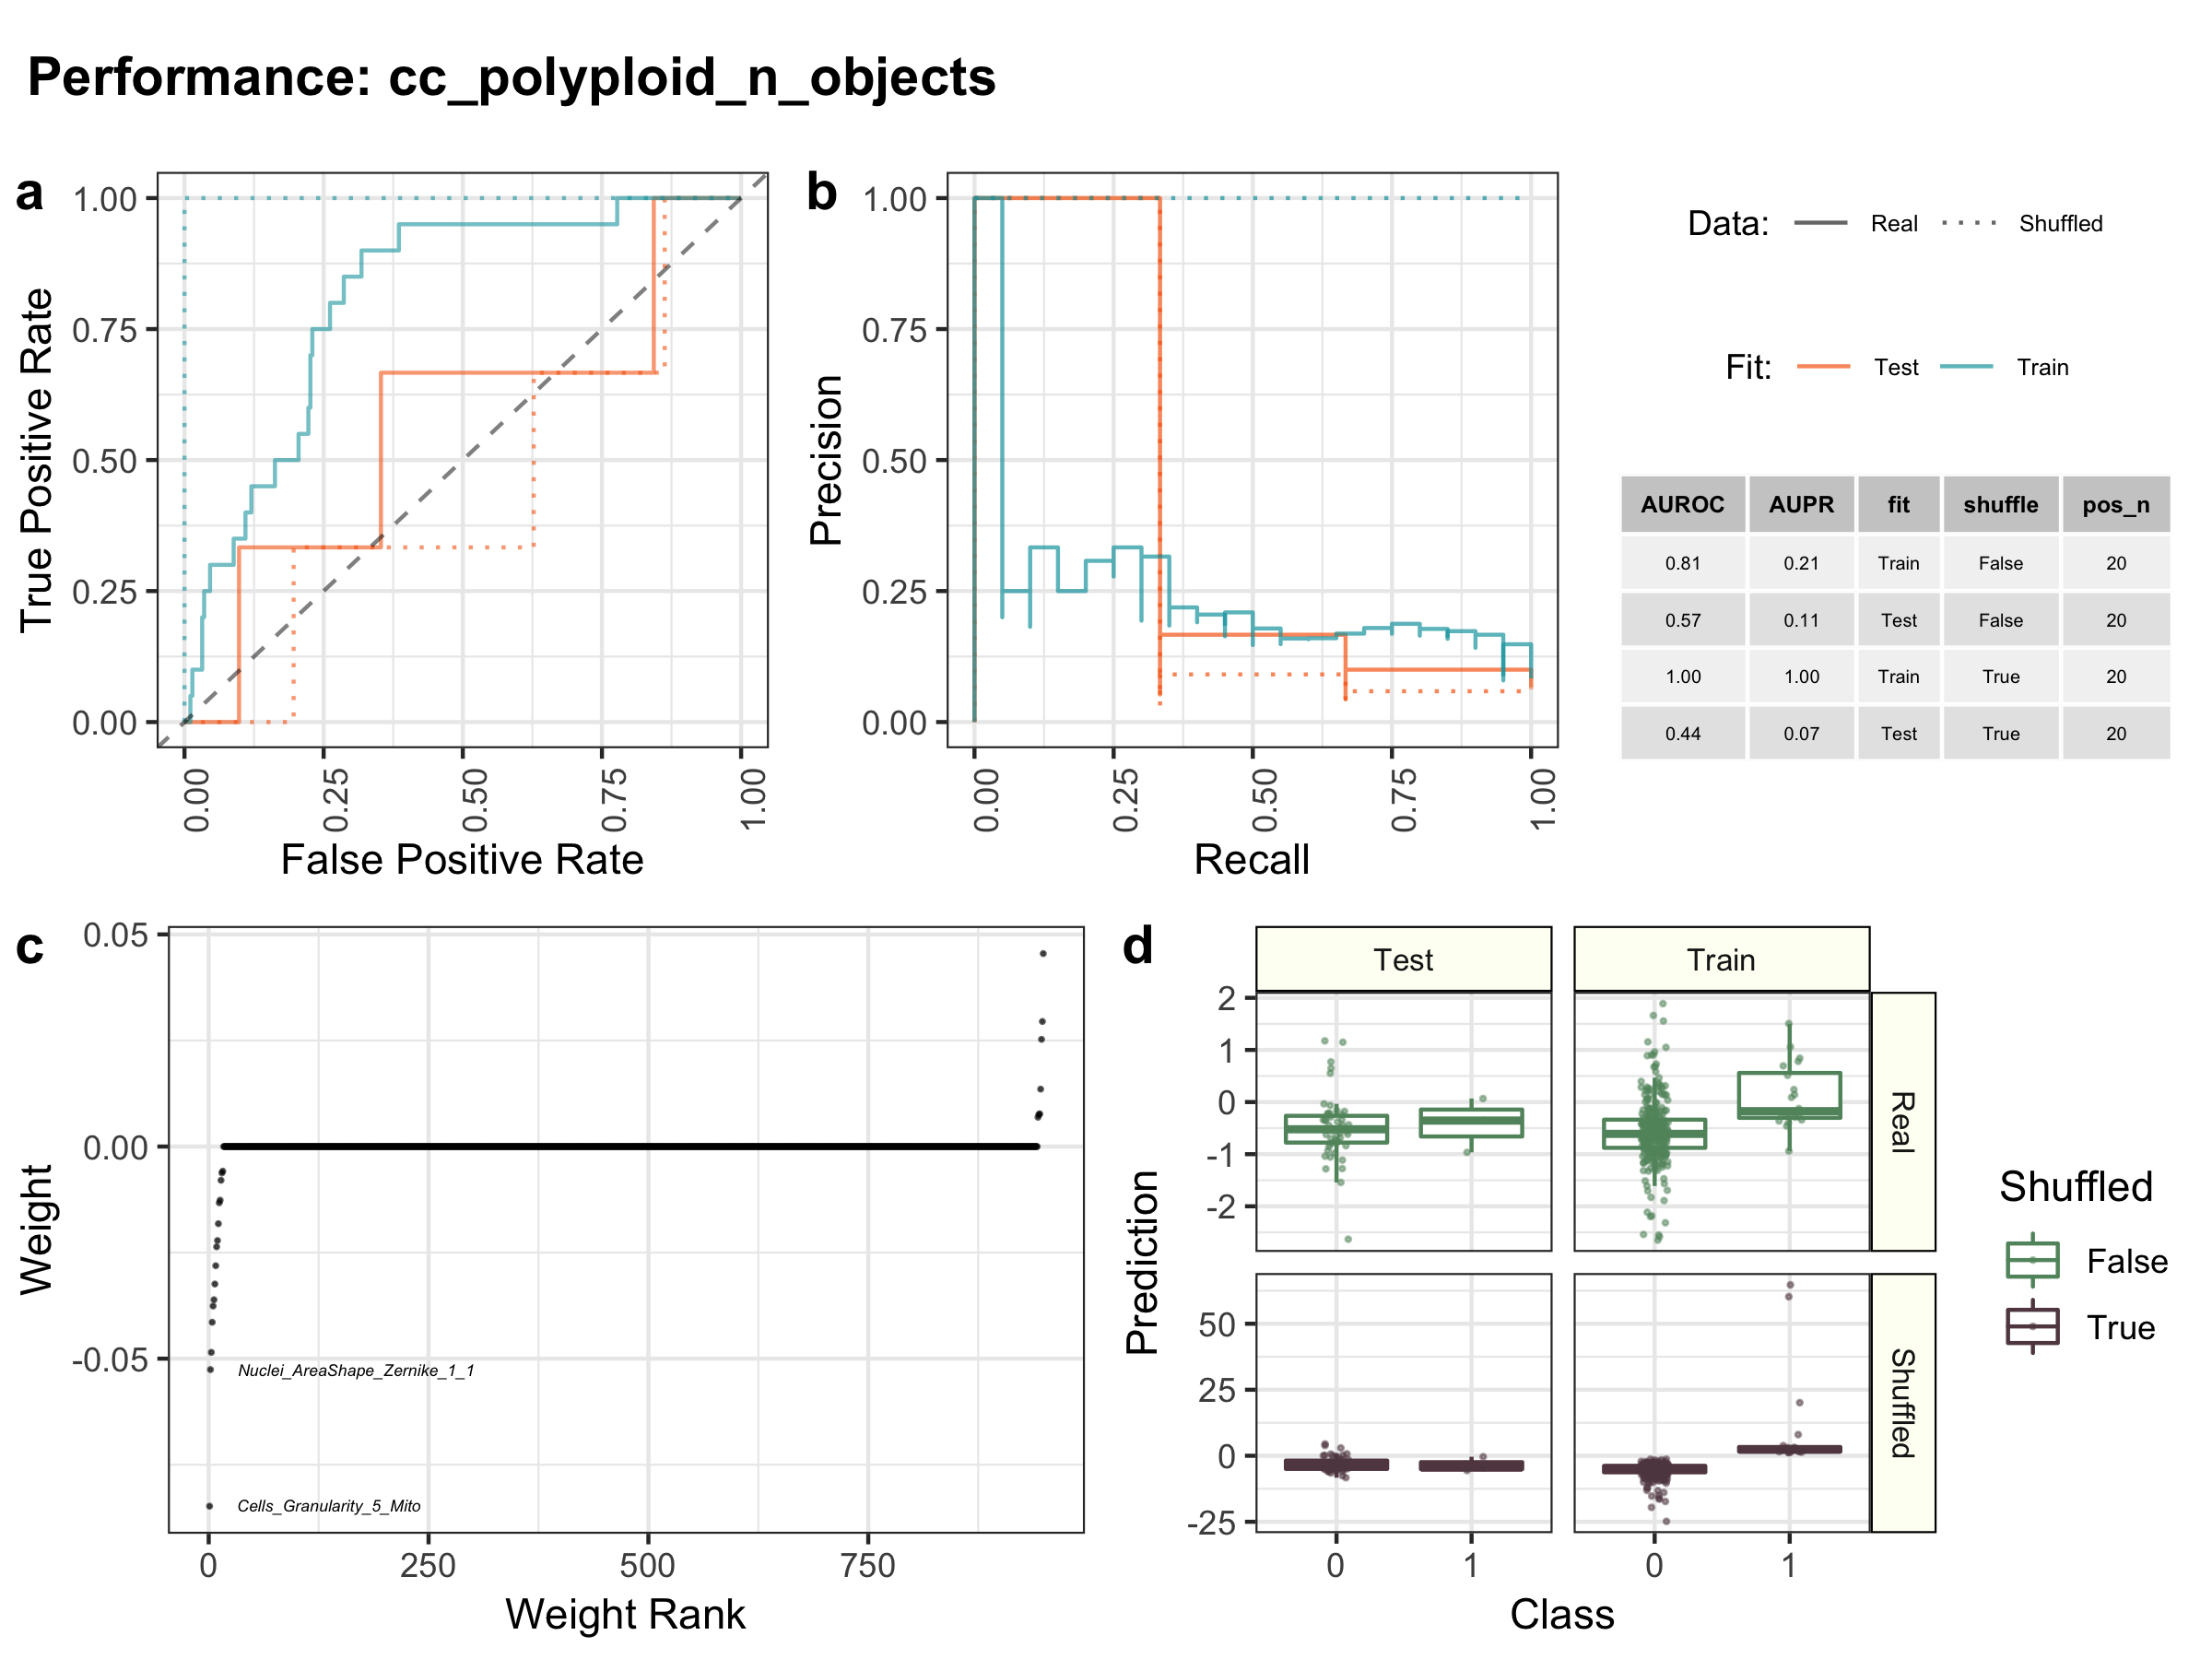 Performance: cc_polyploid_n_objects
a
1.00
0.75
0.50
0.25
0.00
True Positive Rate
0.00 0.25 0.50 0.75 1.00
False Positive Rate
b
1.00
0.75
0.50
0.25
0.00
Precision
0.00 0.25 0.50 0.75 1.00
Recall
Data: Real Shuffled
Fit: Test Train
AUROC AUPR fit shuffle pos_n
0.81 0.21 Train False 20
0.57 0.11 Test False 20
1.00 1.00 Train True 20
0.44 0.07 Test True 20
c
0.05
0.00
-0.05
Weight
Nuclei_AreaShape_Zernike_1_1
Cells_Granularity_5_Mito
0 250 500 750
Weight Rank
d
Test Train
2
1
0
-1
-2
Real
50
25
0
-25
Shuffled
Prediction
0 1 0 1
Class
Shuffled
False
True